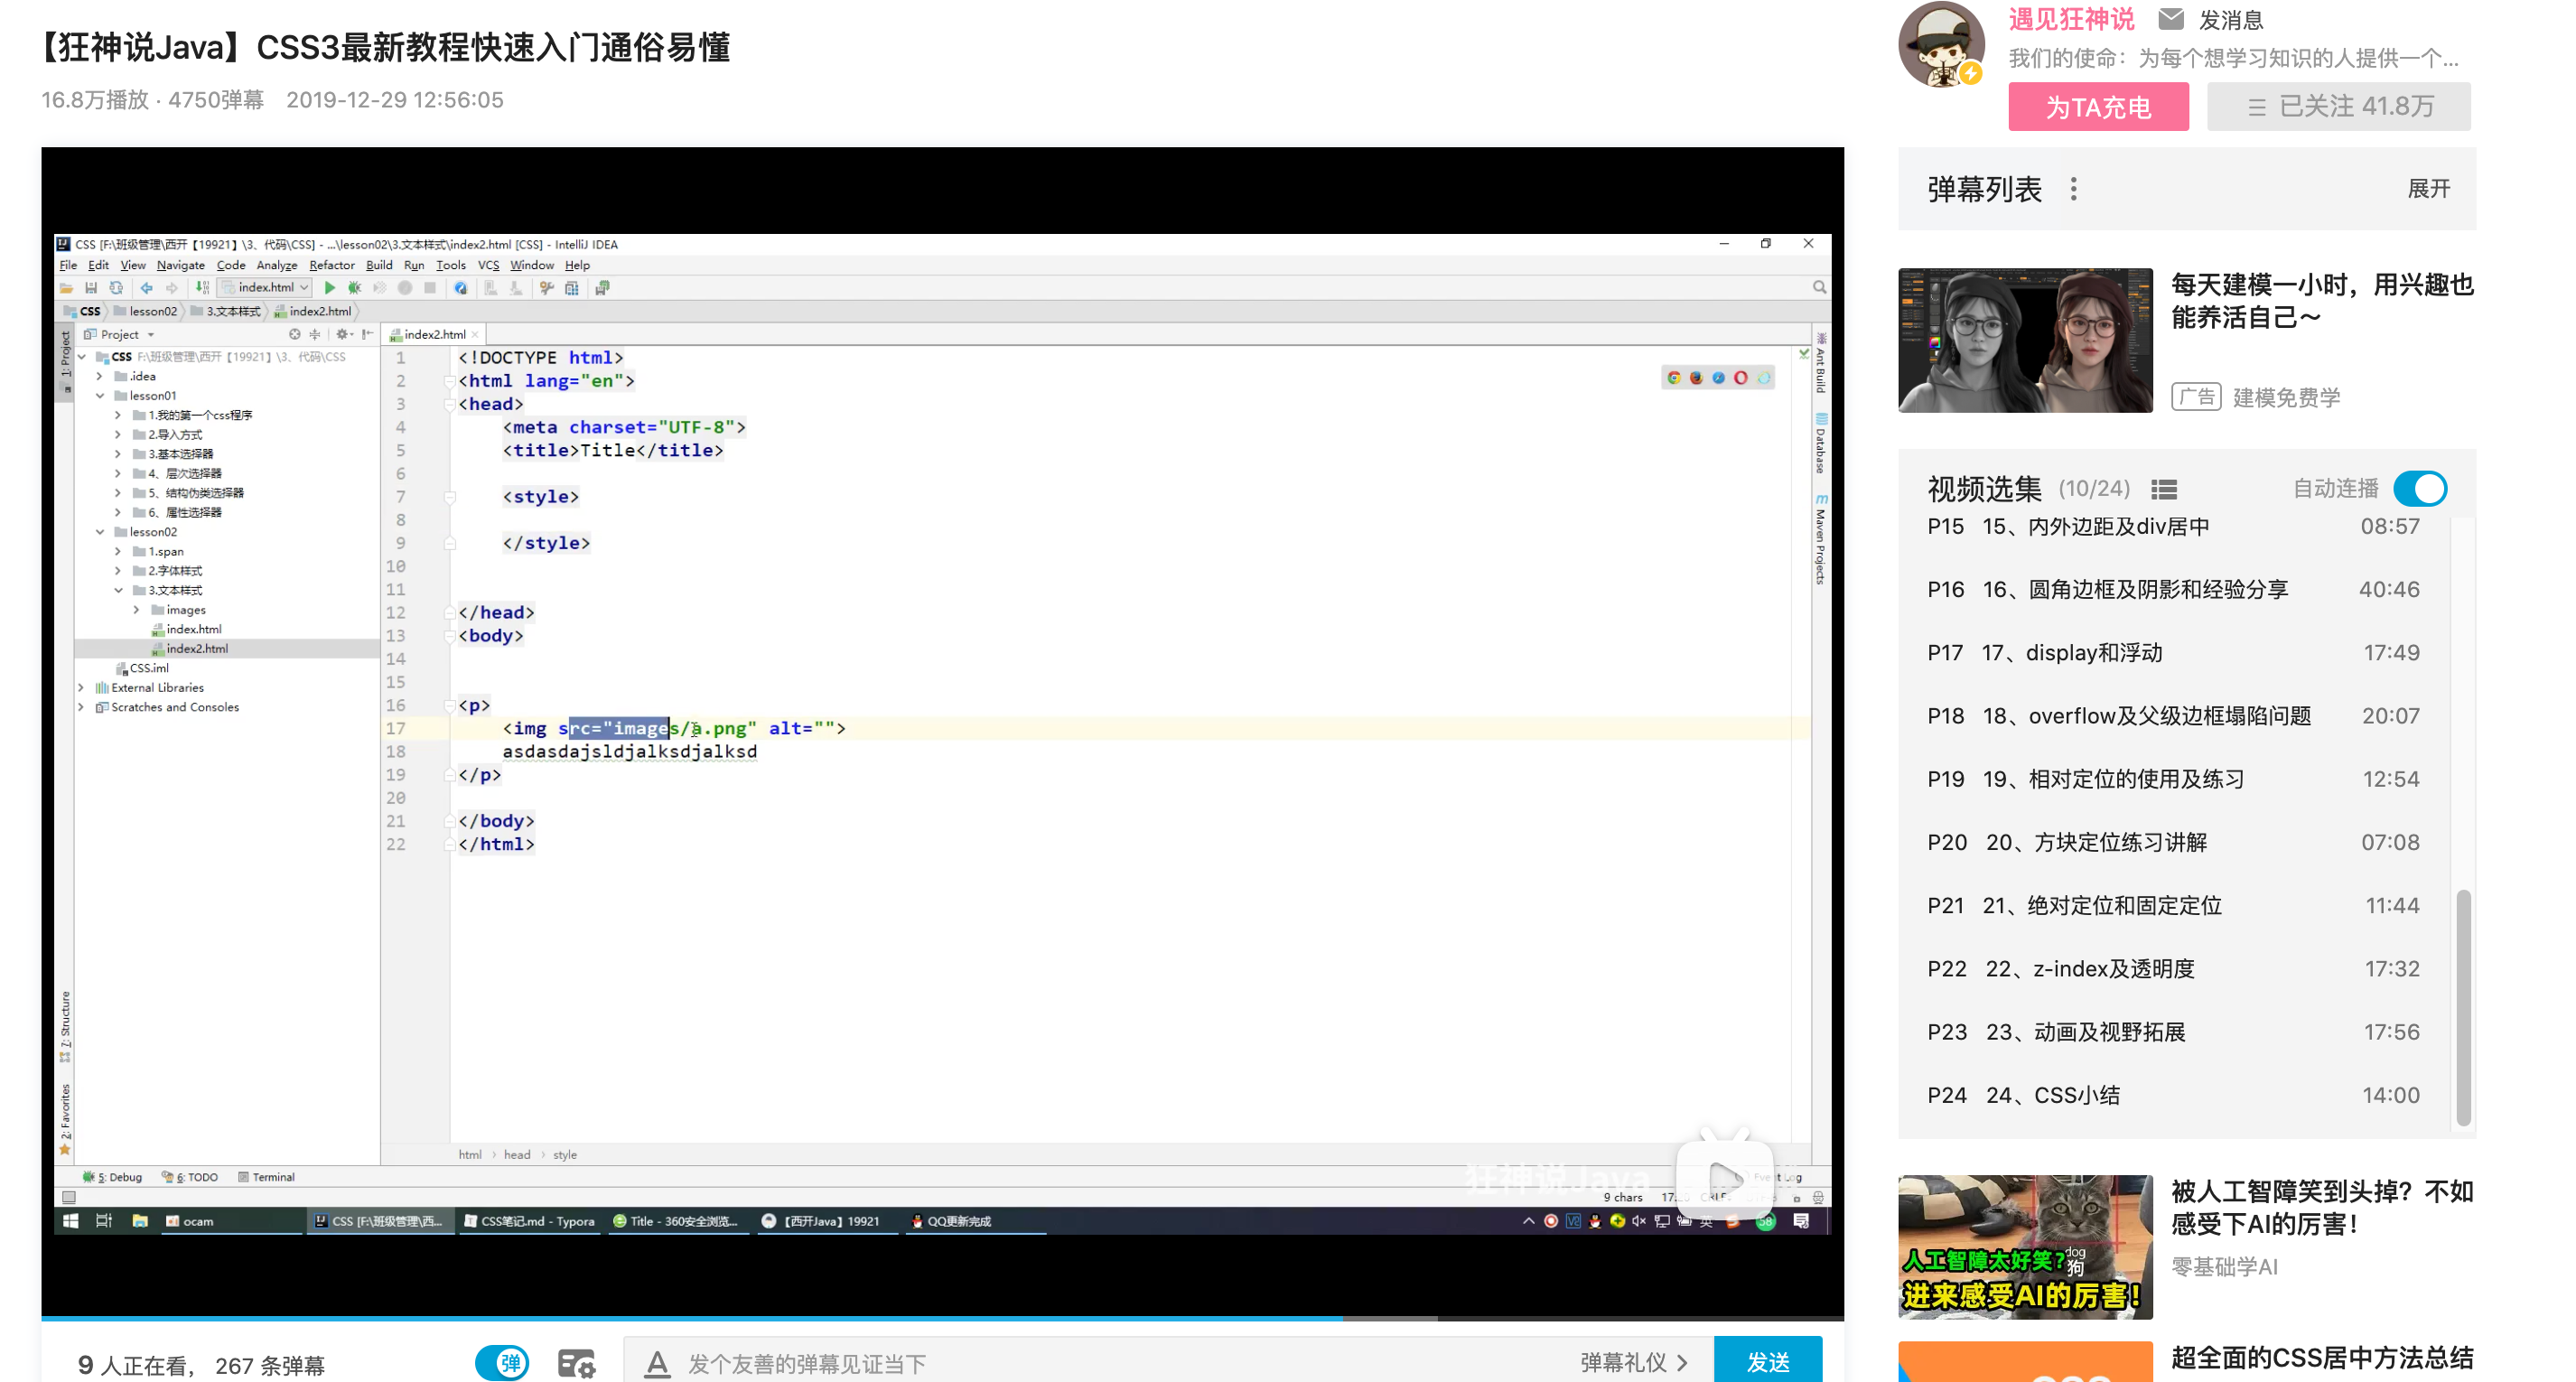 【狂神说Java】CSS3最新教程快速入门通俗易懂
16.8万播放 · 4750弹幕 2019-12-29 12:56:05
遇见狂神说 发消息
我们的使命：为每个想学习知识的人提供一个...
为TA充电 已关注 41.8万
CSS [F:\班级管理\西开【19921】\3、代码\CSS] - ...\lesson02\3.文本样式\index2.html [CSS] - IntelliJ IDEA
File Edit View Navigate Code Analyze Refactor Build Run Tools VCS Window Help
index.html
CSS lesson02 3.文本样式 index2.html
1: Project
Project
index2.html
CSS F:\班级管理\西开【19921】\3、代码\CSS
.idea
lesson01
1.我的第一个css程序
2.导入方式
3.基本选择器
4、层次选择器
5、结构伪类选择器
6、属性选择器
lesson02
1.span
2.字体样式
3.文本样式
images
index.html
index2.html
CSS.iml
External Libraries
Scratches and Consoles
7: Structure
2: Favorites
1 <!DOCTYPE html>
2 <html lang="en">
3 <head>
4 <meta charset="UTF-8">
5 <title>Title</title>
6
7 <style>
8
9 </style>
10
11
12 </head>
13 <body>
14
15
16 <p>
17 <img src="images/a.png" alt="">
18 asdasdajsldjalksdjalksd
19 </p>
20
21 </body>
22 </html>
Ant Build
Database
Maven Projects
html › head › style
5: Debug 6: TODO Terminal
狂神说Java
9 chars
ocam CSS [F:\班级管理\西... CSS笔记.md - Typora Title - 360安全浏览... 【西开Java】19921 QQ更新完成
英 58
9 人正在看， 267 条弹幕
弹
发个友善的弹幕见证当下
弹幕礼仪
发送
弹幕列表 展开
每天建模一小时，用兴趣也
能养活自己～
广告 建模免费学
视频选集 (10/24) 自动连播
P15 15、内外边距及div居中 08:57
P16 16、圆角边框及阴影和经验分享 40:46
P17 17、display和浮动 17:49
P18 18、overflow及父级边框塌陷问题 20:07
P19 19、相对定位的使用及练习 12:54
P20 20、方块定位练习讲解 07:08
P21 21、绝对定位和固定定位 11:44
P22 22、z-index及透明度 17:32
P23 23、动画及视野拓展 17:56
P24 24、CSS小结 14:00
dog
狗
人工智障太好笑?
进来感受AI的厉害!
被人工智障笑到头掉？不如
感受下AI的厉害！
零基础学AI
超全面的CSS居中方法总结